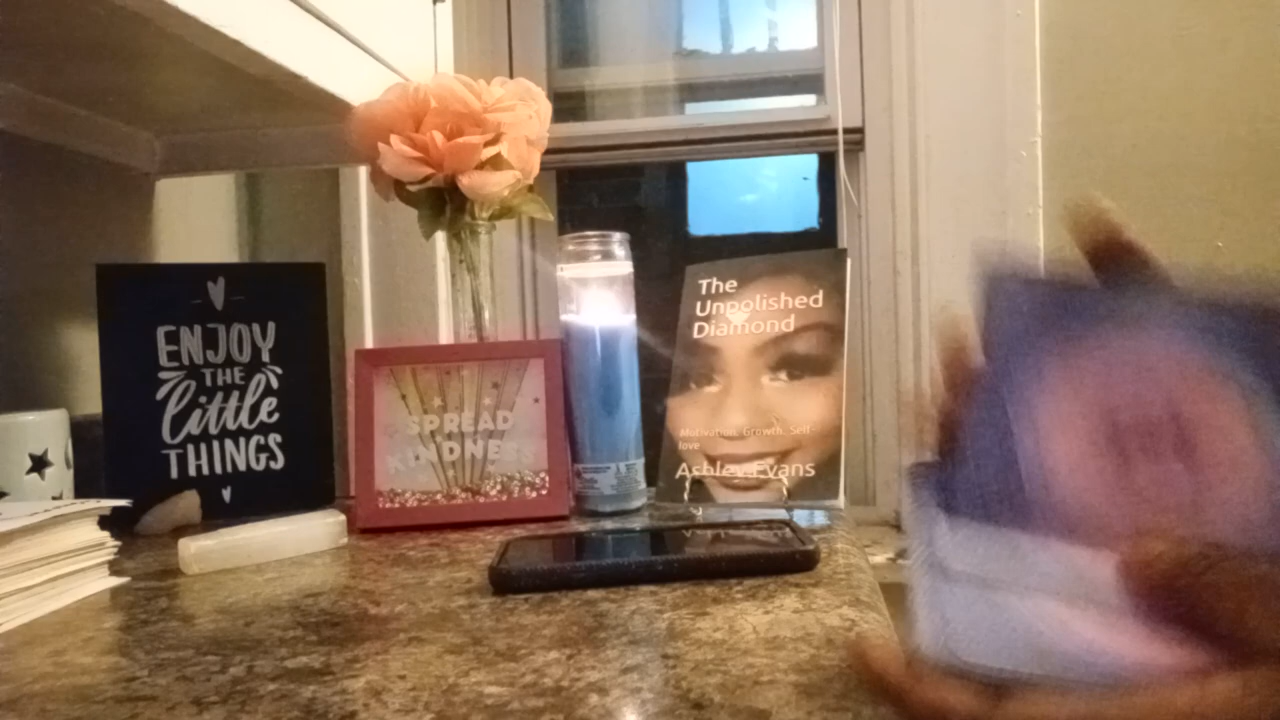 ENJOY
THE
little
THINGS
SPREAD
KINDNESS
The
Unpolished
Diamond
Motivation. Growth. Self-
love
Ashley Evans